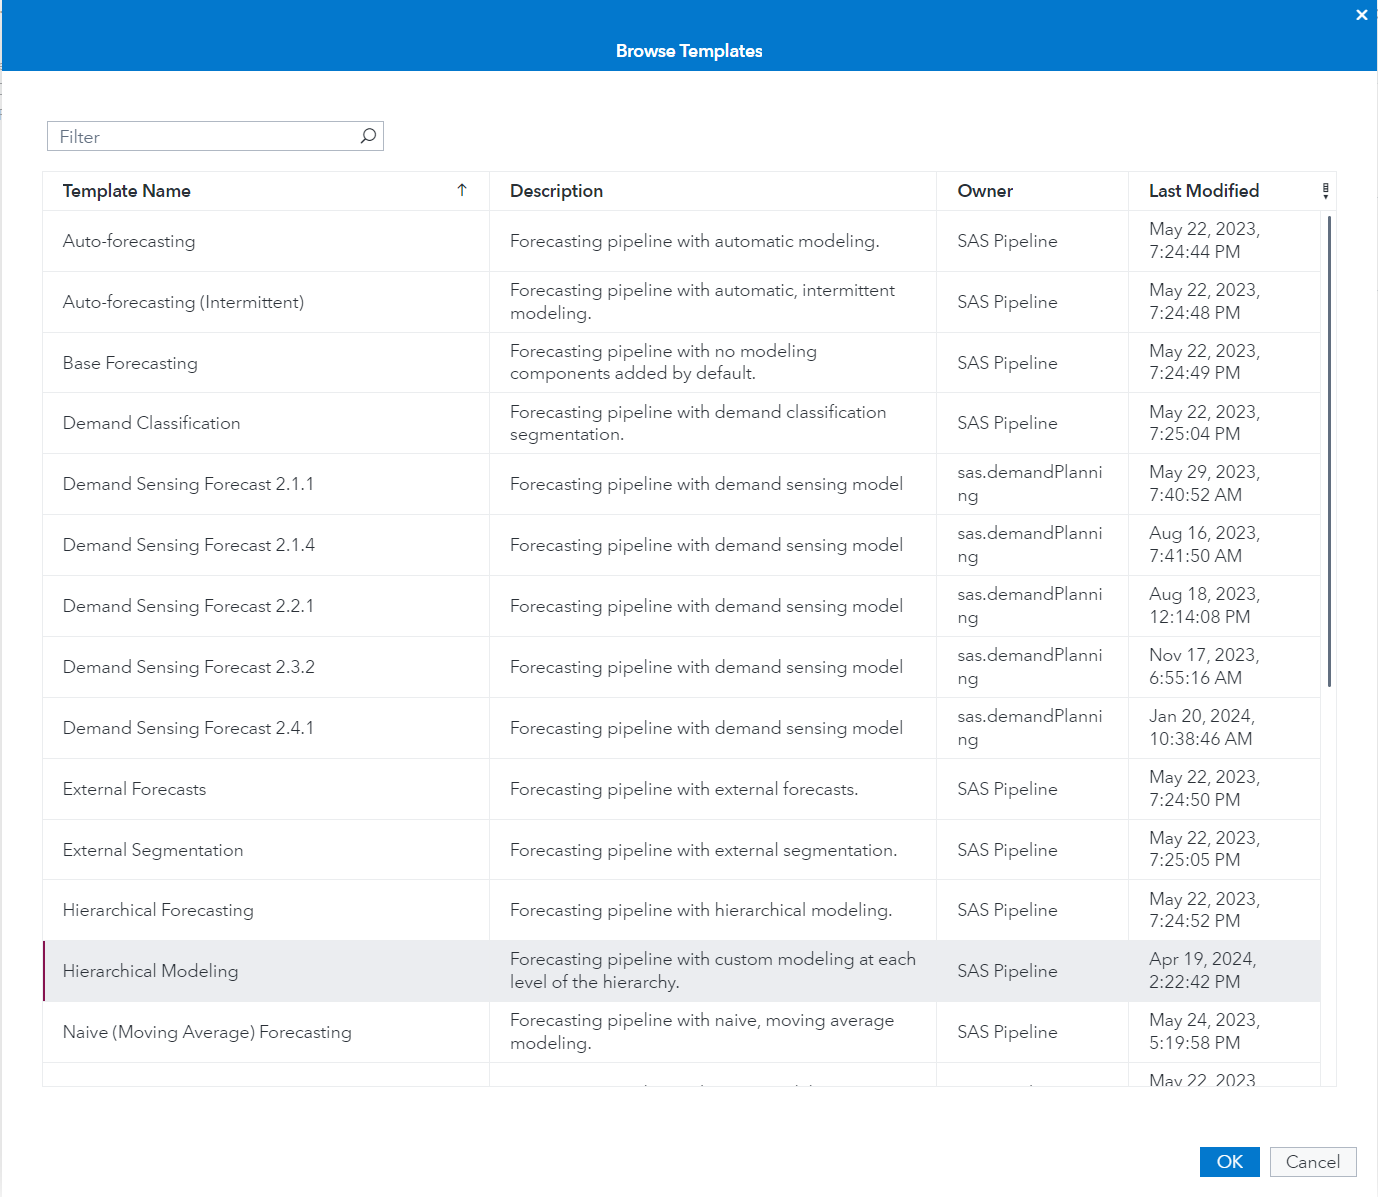 Browse Templates
Filter
Template Name Description Owner Last Modified
Auto-forecasting Forecasting pipeline with automatic modeling. SAS Pipeline May 22, 2023,
7:24:44 PM
Auto-forecasting (Intermittent) Forecasting pipeline with automatic, intermittent
modeling. SAS Pipeline May 22, 2023,
7:24:48 PM
Base Forecasting Forecasting pipeline with no modeling
components added by default. SAS Pipeline May 22, 2023,
7:24:49 PM
Demand Classification Forecasting pipeline with demand classification
segmentation. SAS Pipeline May 22, 2023,
7:25:04 PM
Demand Sensing Forecast 2.1.1 Forecasting pipeline with demand sensing model sas.demandPlanni
ng May 29, 2023,
7:40:52 AM
Demand Sensing Forecast 2.1.4 Forecasting pipeline with demand sensing model sas.demandPlanni
ng Aug 16, 2023,
7:41:50 AM
Demand Sensing Forecast 2.2.1 Forecasting pipeline with demand sensing model sas.demandPlanni
ng Aug 18, 2023,
12:14:08 PM
Demand Sensing Forecast 2.3.2 Forecasting pipeline with demand sensing model sas.demandPlanni
ng Nov 17, 2023,
6:55:16 AM
Demand Sensing Forecast 2.4.1 Forecasting pipeline with demand sensing model sas.demandPlanni
ng Jan 20, 2024,
10:38:46 AM
External Forecasts Forecasting pipeline with external forecasts. SAS Pipeline May 22, 2023,
7:24:50 PM
External Segmentation Forecasting pipeline with external segmentation. SAS Pipeline May 22, 2023,
7:25:05 PM
Hierarchical Forecasting Forecasting pipeline with hierarchical modeling. SAS Pipeline May 22, 2023,
7:24:52 PM
Hierarchical Modeling Forecasting pipeline with custom modeling at each
level of the hierarchy. SAS Pipeline Apr 19, 2024,
2:22:42 PM
Naive (Moving Average) Forecasting Forecasting pipeline with naive, moving average
modeling. SAS Pipeline May 24, 2023,
5:19:58 PM
May 22, 2023
OK Cancel